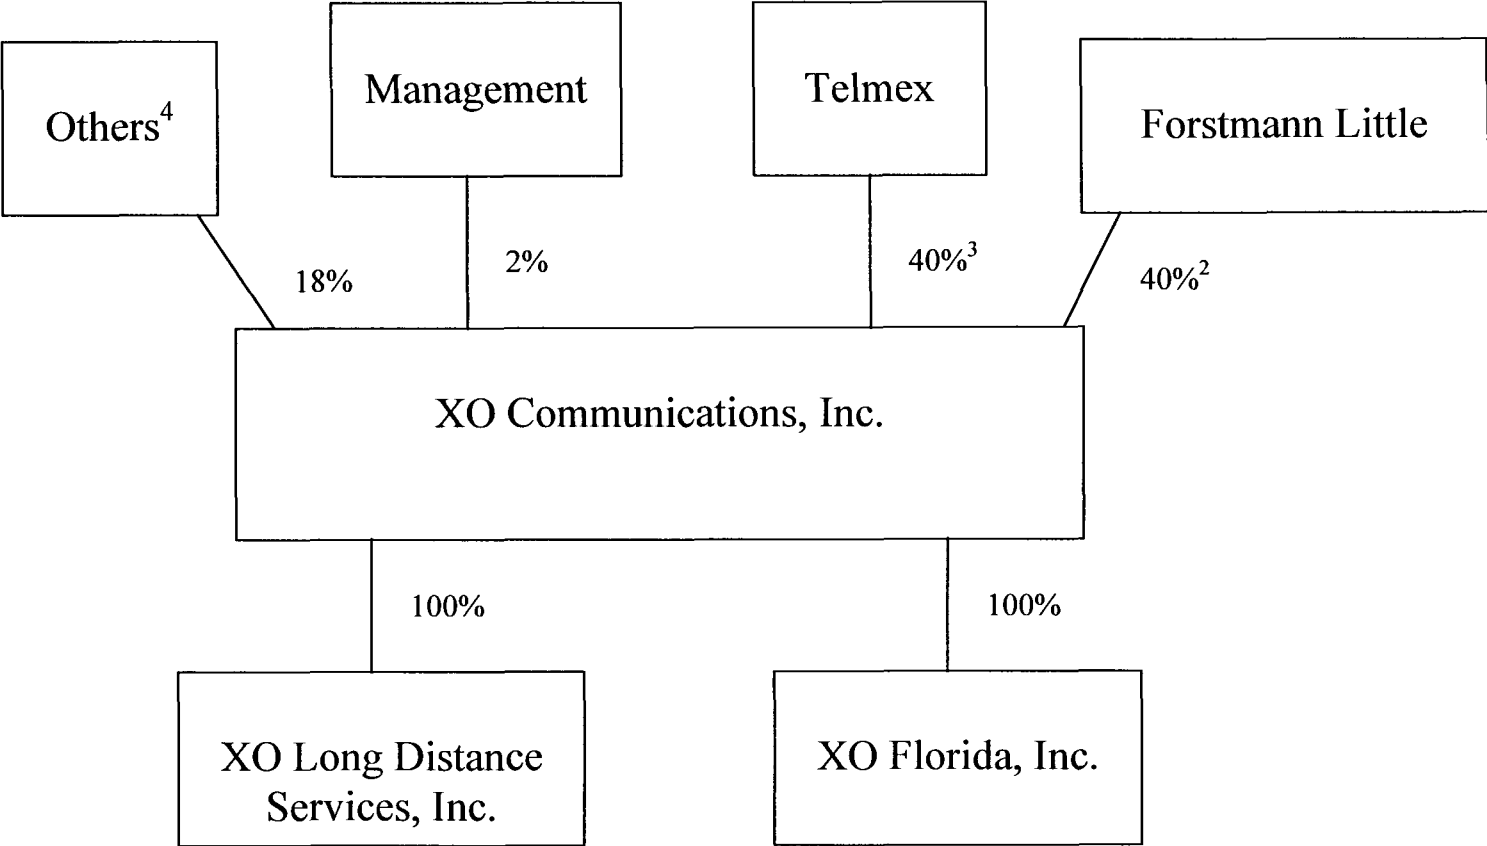 Others⁴
Management
Telmex
Forstmann Little
18%
2%
40%³
40%²
XO Communications, Inc.
100%
100%
XO Long Distance
Services, Inc.
XO Florida, Inc.